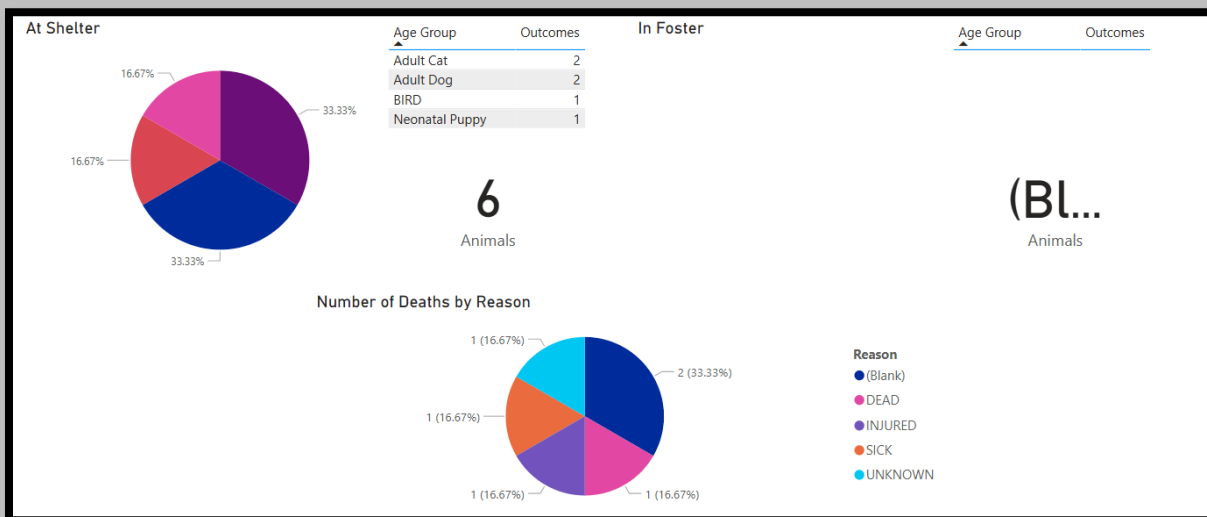 At Shelter
Age Group Outcomes
Adult Cat 2
Adult Dog 2
BIRD 1
Neonatal Puppy 1
16.67%
33.33%
16.67%
33.33%
6
Animals
In Foster
Age Group Outcomes
(Bl...
Animals
Number of Deaths by Reason
1 (16.67%)
2 (33.33%)
1 (16.67%)
1 (16.67%)
1 (16.67%)
Reason
(Blank)
DEAD
INJURED
SICK
UNKNOWN